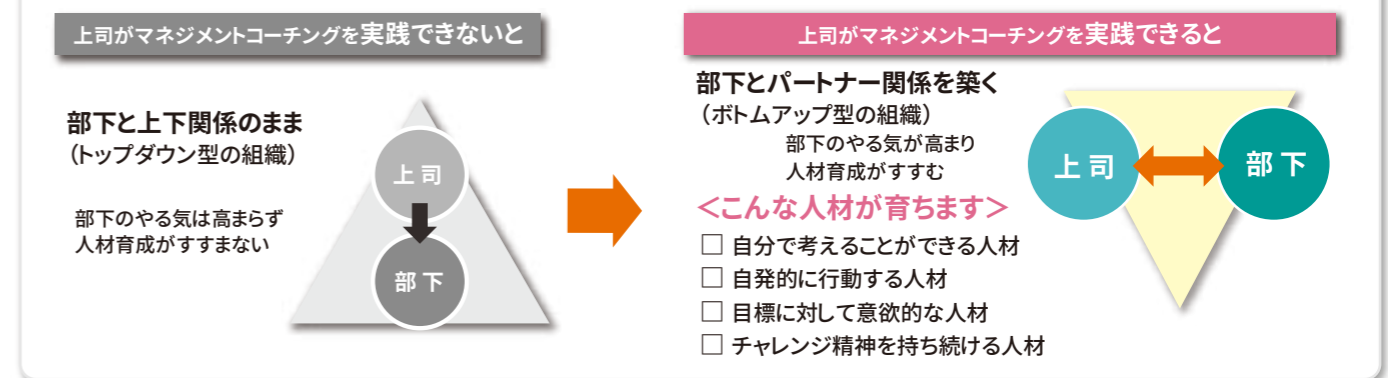 上司がマネジメントコーチングを実践できないと
部下と上下関係のまま
（トップダウン型の組織）
部下のやる気は高まらず
人材育成がすすまない
上司
部下
上司がマネジメントコーチングを実践できると
部下とパートナー関係を築く
（ボトムアップ型の組織）
部下のやる気が高まり
人材育成がすすむ
＜こんな人材が育ちます＞
□ 自分で考えることができる人材
□ 自発的に行動する人材
□ 目標に対して意欲的な人材
□ チャレンジ精神を持ち続ける人材
上司
部下